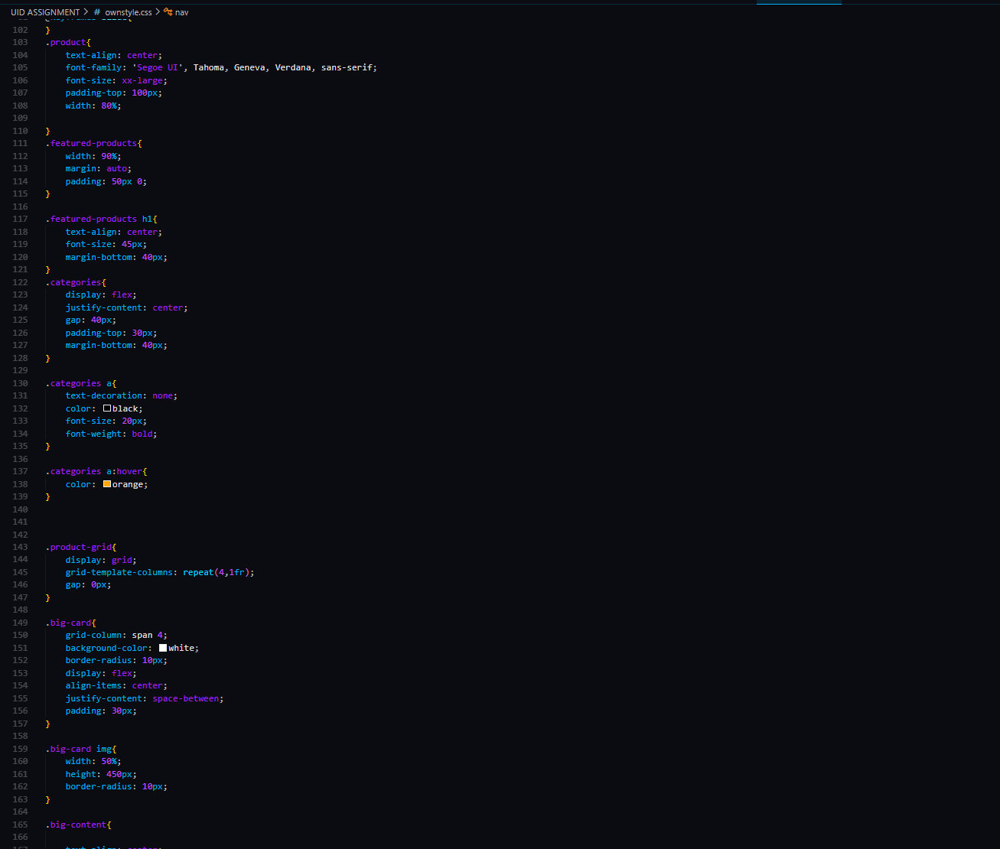 UID ASSIGNMENT > # ownstyle.css > nav
102 }
103 .product{
104 text-align: center;
105 font-family: 'Segoe UI', Tahoma, Geneva, Verdana, sans-serif;
106 font-size: xx-large;
107 padding-top: 100px;
108 width: 80%;
109
110 }
111 .featured-products{
112 width: 90%;
113 margin: auto;
114 padding: 50px 0;
115 }
116
117 .featured-products h1{
118 text-align: center;
119 font-size: 45px;
120 margin-bottom: 40px;
121 }
122 .categories{
123 display: flex;
124 justify-content: center;
125 gap: 40px;
126 padding-top: 30px;
127 margin-bottom: 40px;
128 }
129
130 .categories a{
131 text-decoration: none;
132 color: black;
133 font-size: 20px;
134 font-weight: bold;
135 }
136
137 .categories a:hover{
138 color: orange;
139 }
140
141
142
143 .product-grid{
144 display: grid;
145 grid-template-columns: repeat(4,1fr);
146 gap: 0px;
147 }
148
149 .big-card{
150 grid-column: span 4;
151 background-color: white;
152 border-radius: 10px;
153 display: flex;
154 align-items: center;
155 justify-content: space-between;
156 padding: 30px;
157 }
158
159 .big-card img{
160 width: 50%;
161 height: 450px;
162 border-radius: 10px;
163 }
164
165 .big-content{
166